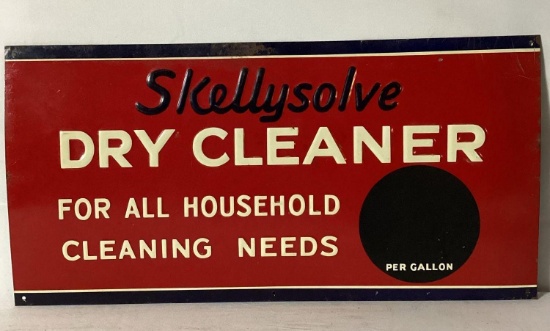 Skellysolve
DRY CLEANER
FOR ALL HOUSEHOLD
CLEANING NEEDS
PER GALLON